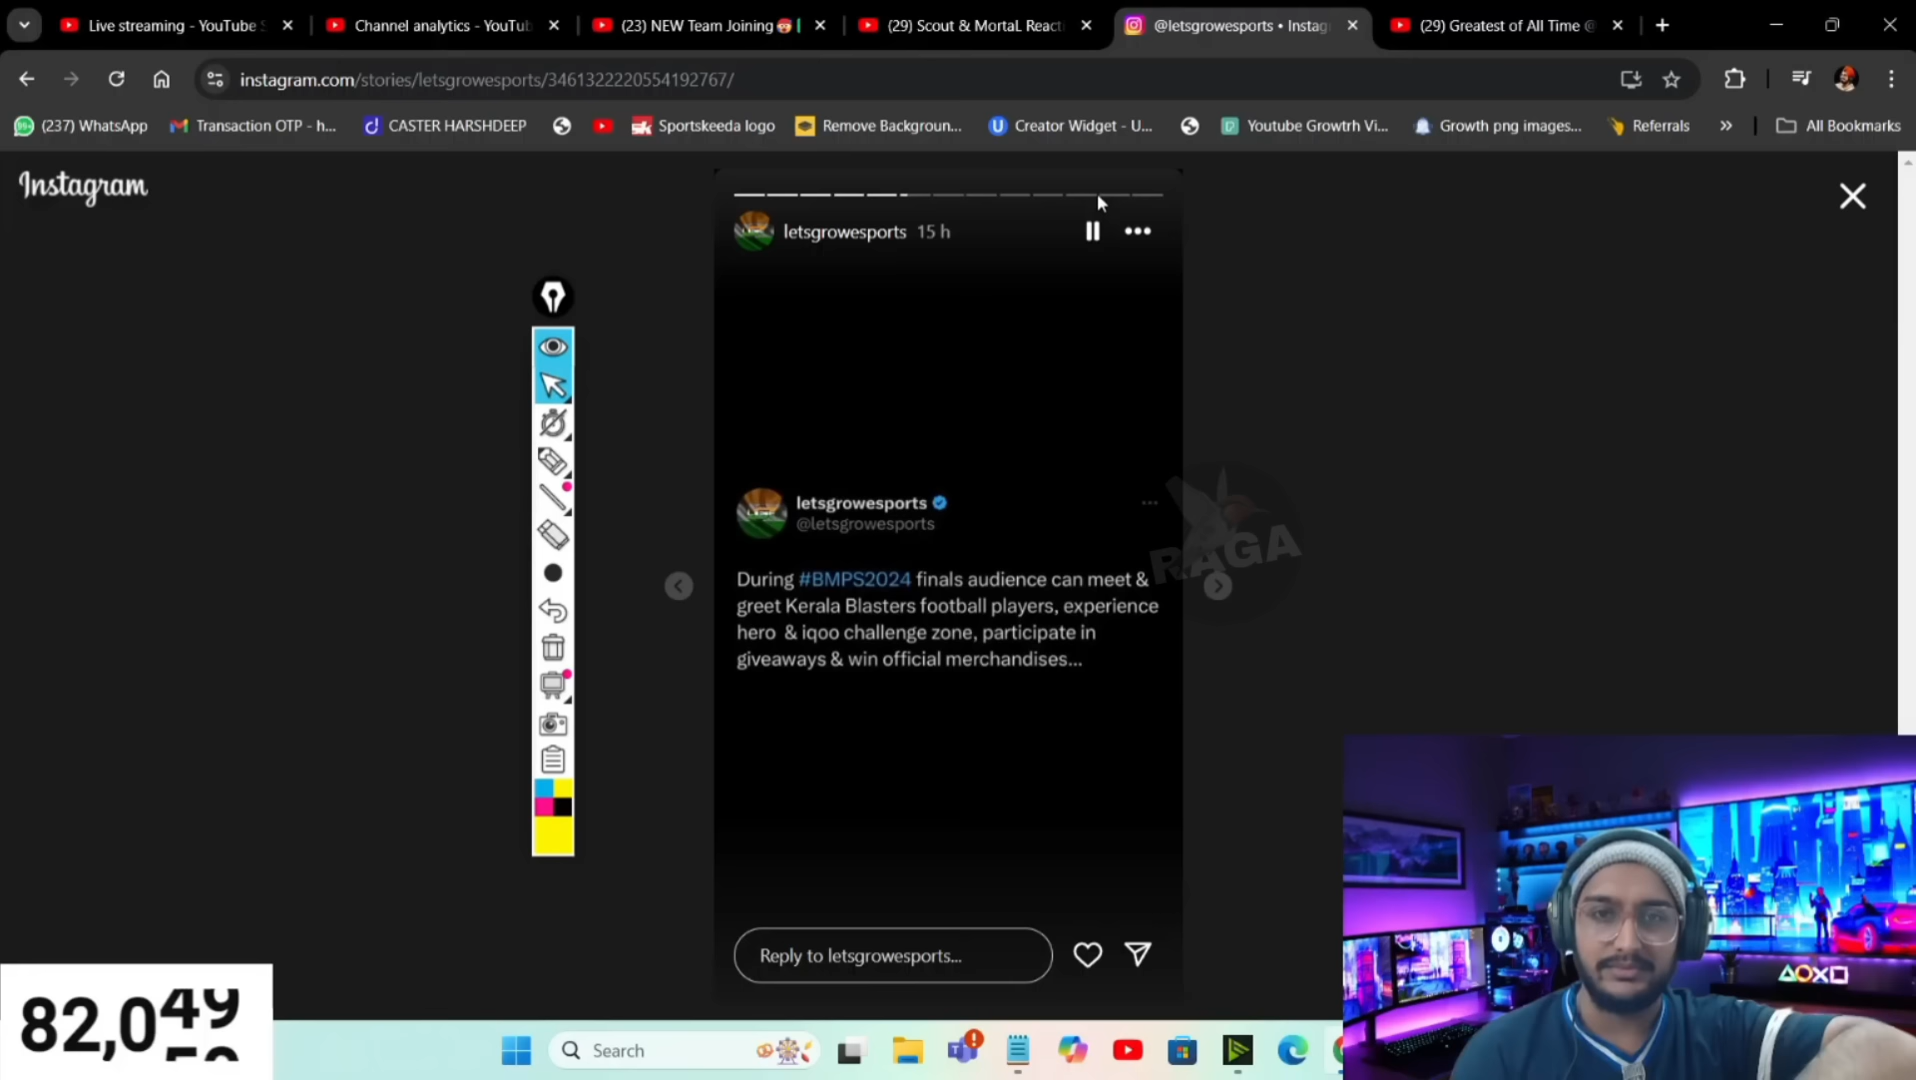 Live streaming - YouTube S
Channel analytics - YouTub
(23) NEW Team Joining
(29) Scout & MortaL React
@letsgrowesports • Instag
(29) Greatest of All Time @
instagram.com/stories/letsgrowesports/3461322220554192767/
(237) WhatsApp
Transaction OTP - h...
CASTER HARSHDEEP
Sportskeeda logo
Remove Backgroun...
Creator Widget - U...
Youtube Growtrh Vi...
Growth png images...
Referrals
All Bookmarks
Instagram
letsgrowesports 15 h
letsgrowesports
@letsgrowesports
During #BMPS2024 finals audience can meet &
greet Kerala Blasters football players, experience
hero & iqoo challenge zone, participate in
giveaways & win official merchandises...
RAGA
Reply to letsgrowesports...
82,049
Search